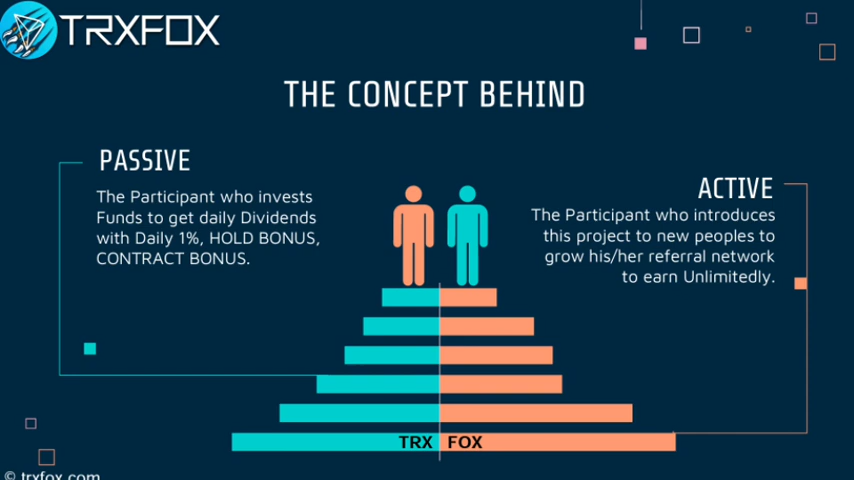 TRXFOX
THE CONCEPT BEHIND
PASSIVE
The Participant who invests
Funds to get daily Dividends
with Daily 1%, HOLD BONUS,
CONTRACT BONUS.
ACTIVE
The Participant who introduces
this project to new peoples to
grow his/her referral network
to earn Unlimitedly.
TRX FOX
© trxfox.com